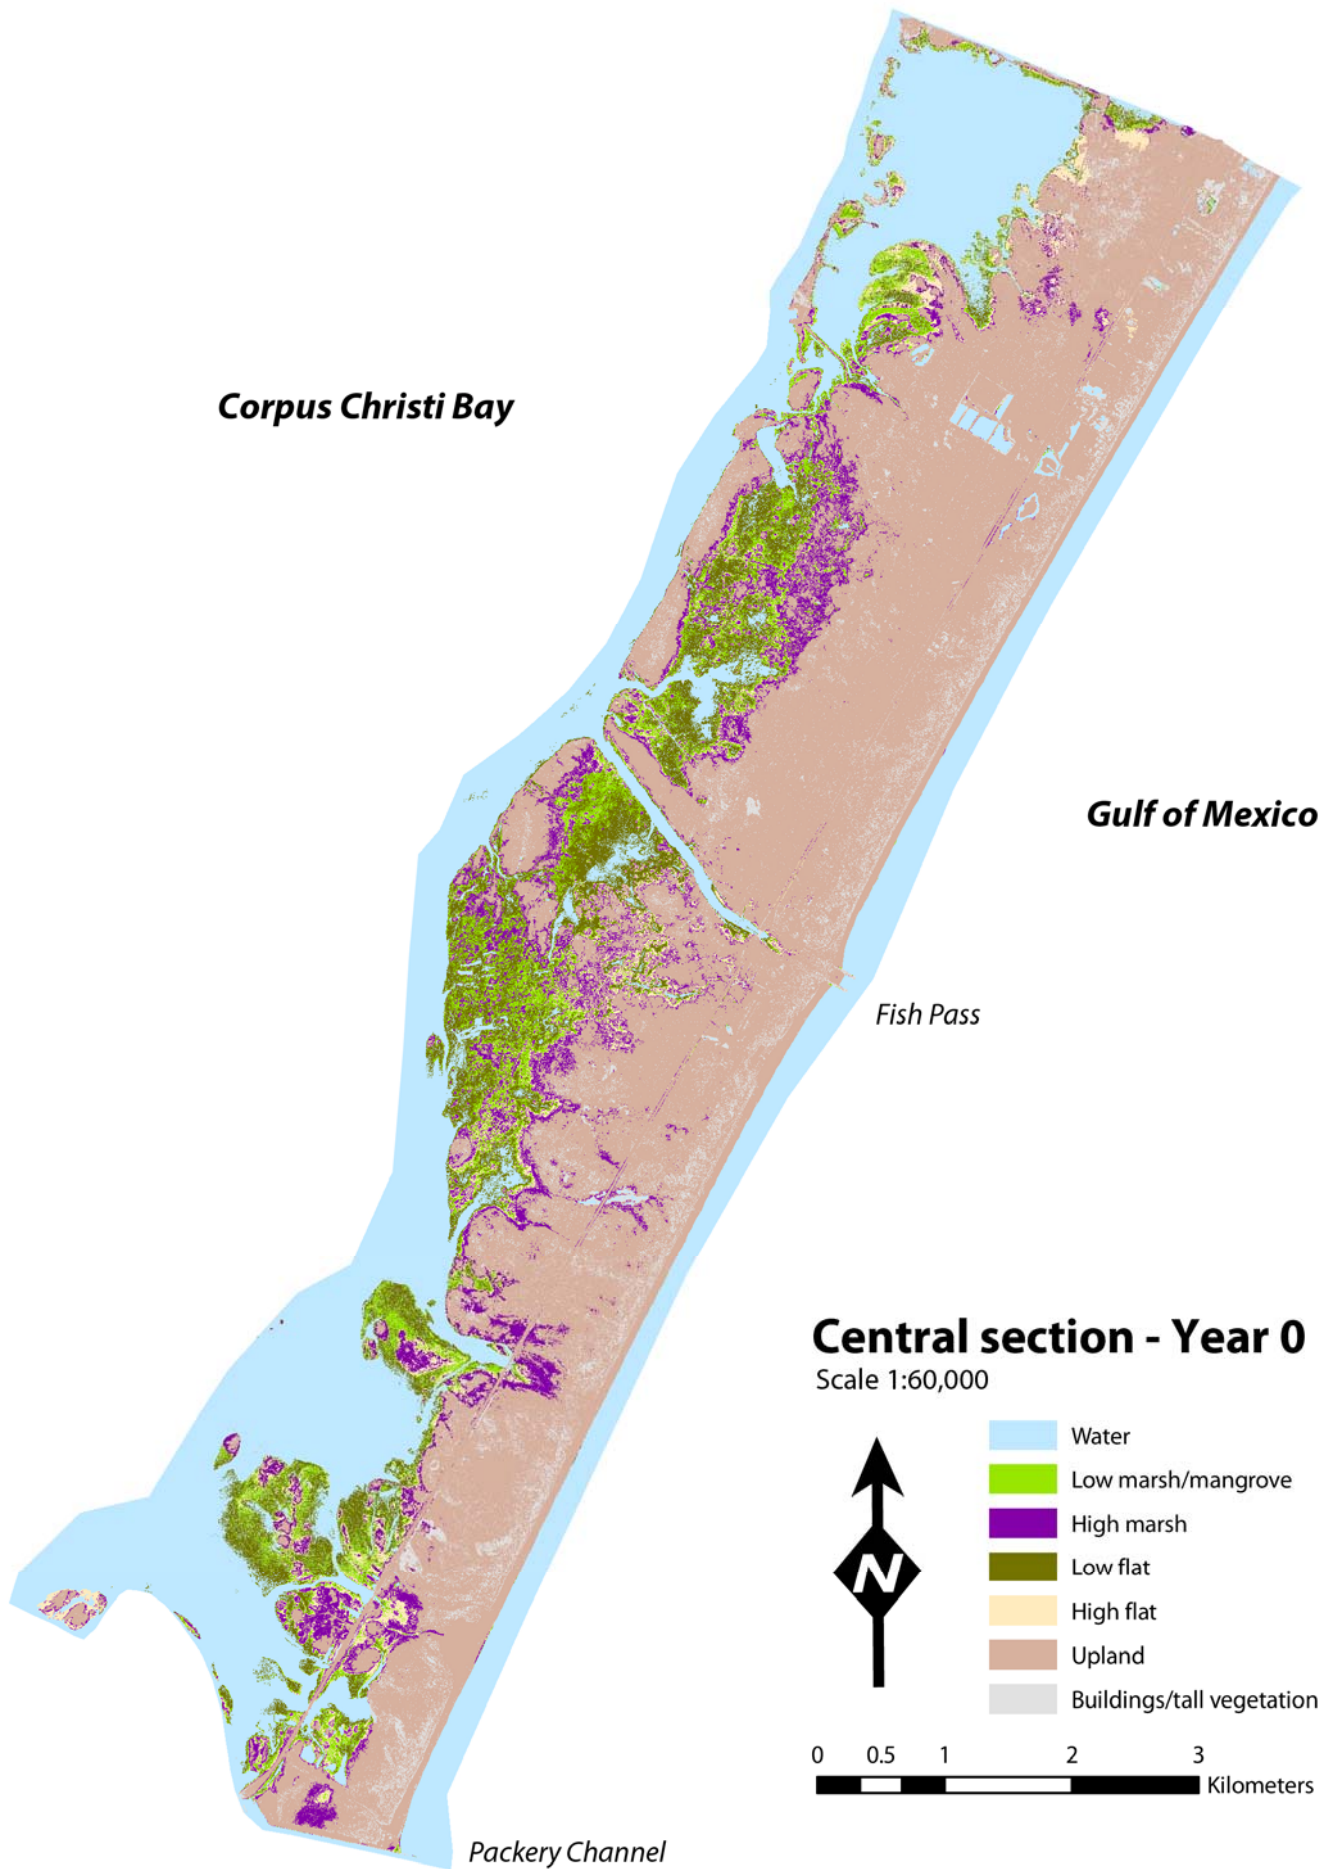 Corpus Christi Bay
Gulf of Mexico
Fish Pass
Central section - Year 0
Scale 1:60,000
N
Water
Low marsh/mangrove
High marsh
Low flat
High flat
Upland
Buildings/tall vegetation
0 0.5 1 2 3
Kilometers
Packery Channel